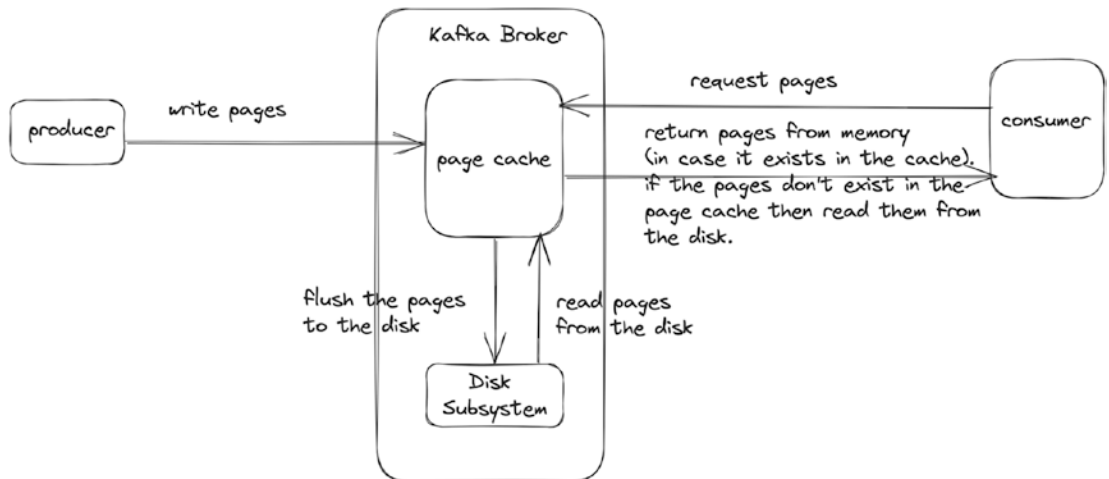 Kafka Broker
producer
write pages
page cache
request pages
consumer
return pages from memory
(in case it exists in the cache).
if the pages don't exist in the
page cache then read them from
the disk.
flush the pages
to the disk
read pages
from the disk
Disk
Subsystem